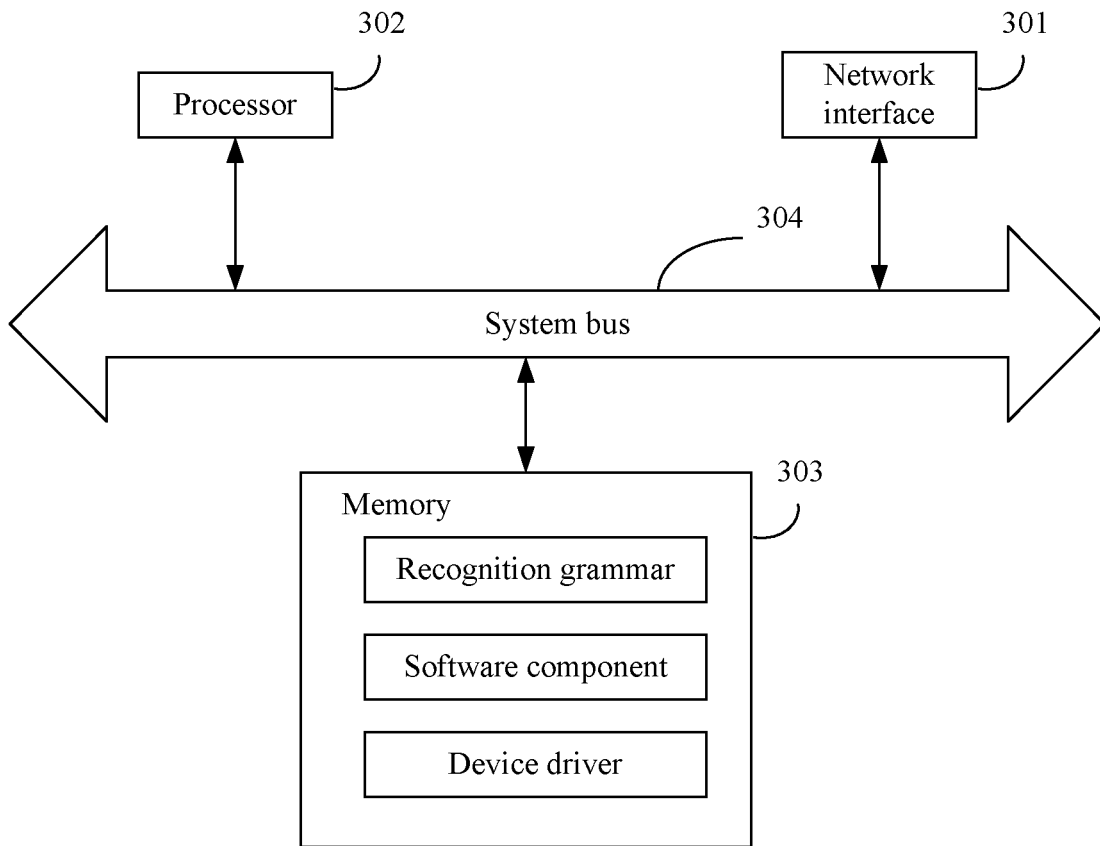 302
301
Processor
Network
interface
304
System bus
303
Memory
Recognition grammar
Software component
Device driver